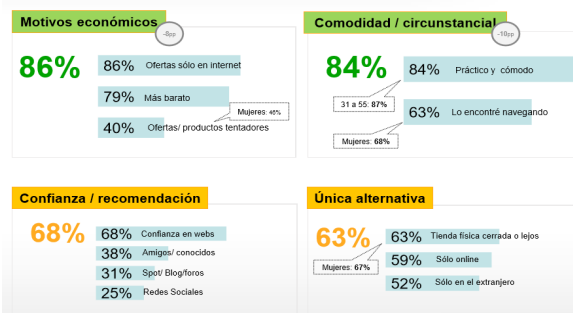 Motivos económicos
-8pp
86%
86% Ofertas sólo en internet
79% Más barato
Mujeres: 46%
40% Ofertas/ productos tentadores
Comodidad / circunstancial
-10pp
84%
84% Práctico y cómodo
31 a 55: 87%
63% Lo encontré navegando
Mujeres: 68%
Confianza / recomendación
68%
68% Confianza en webs
38% Amigos/ conocidos
31% Spot/ Blog/foros
25% Redes Sociales
Única alternativa
63%
63% Tienda física cerrada o lejos
Mujeres: 67%
59% Sólo online
52% Sólo en el extranjero